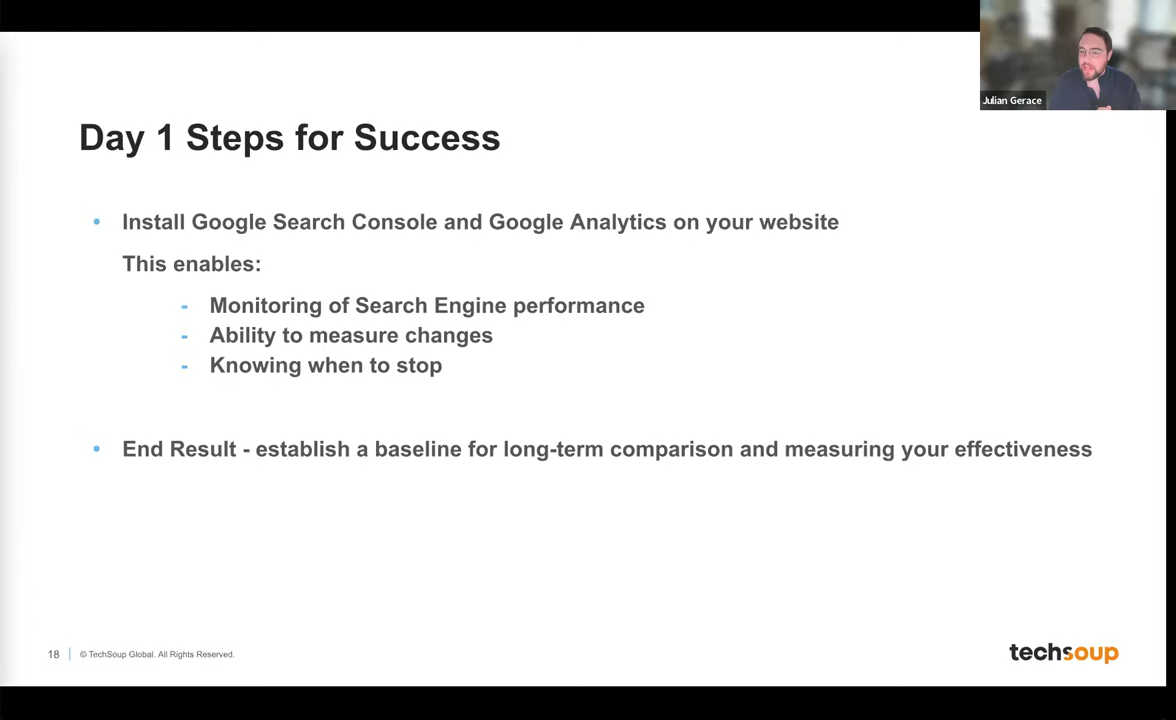 Julian Gerace
Day 1 Steps for Success
• Install Google Search Console and Google Analytics on your website
This enables:
- Monitoring of Search Engine performance
- Ability to measure changes
- Knowing when to stop
• End Result - establish a baseline for long-term comparison and measuring your effectiveness
18 | © TechSoup Global. All Rights Reserved.
techsoup